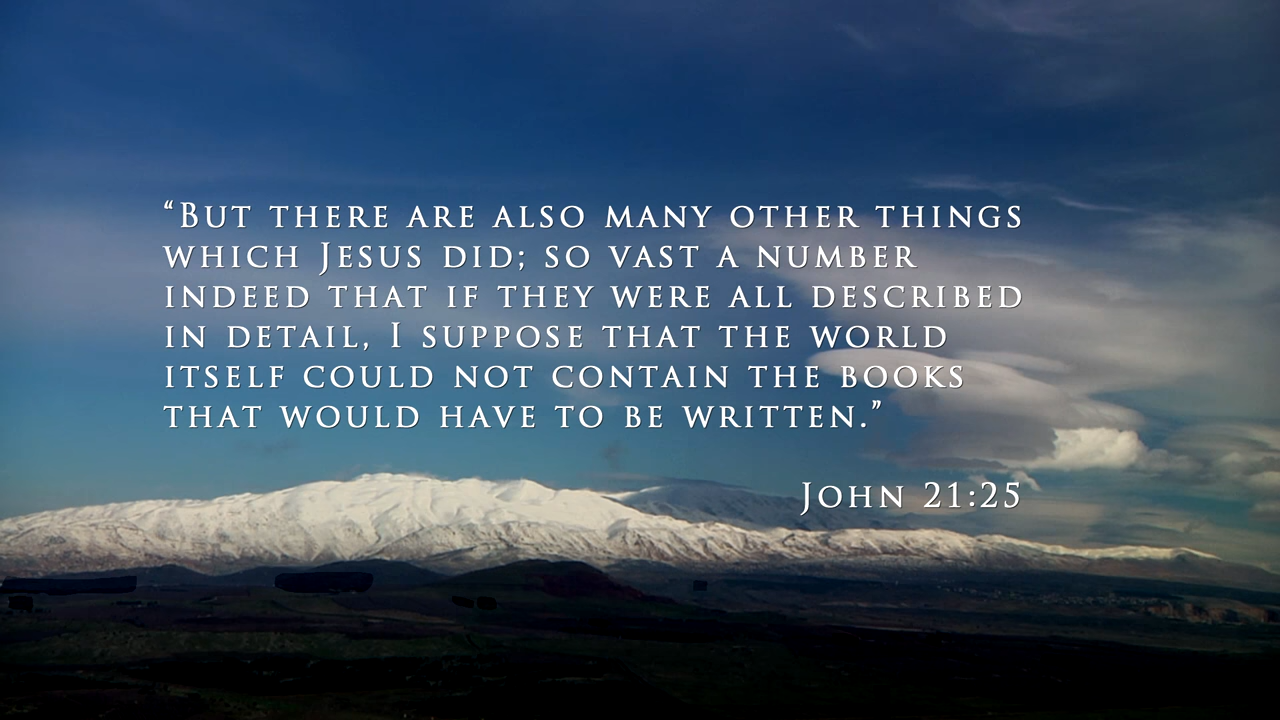 “But there are also many other things
which Jesus did; so vast a number
indeed that if they were all described
in detail, I suppose that the world
itself could not contain the books
that would have to be written.”
John 21:25